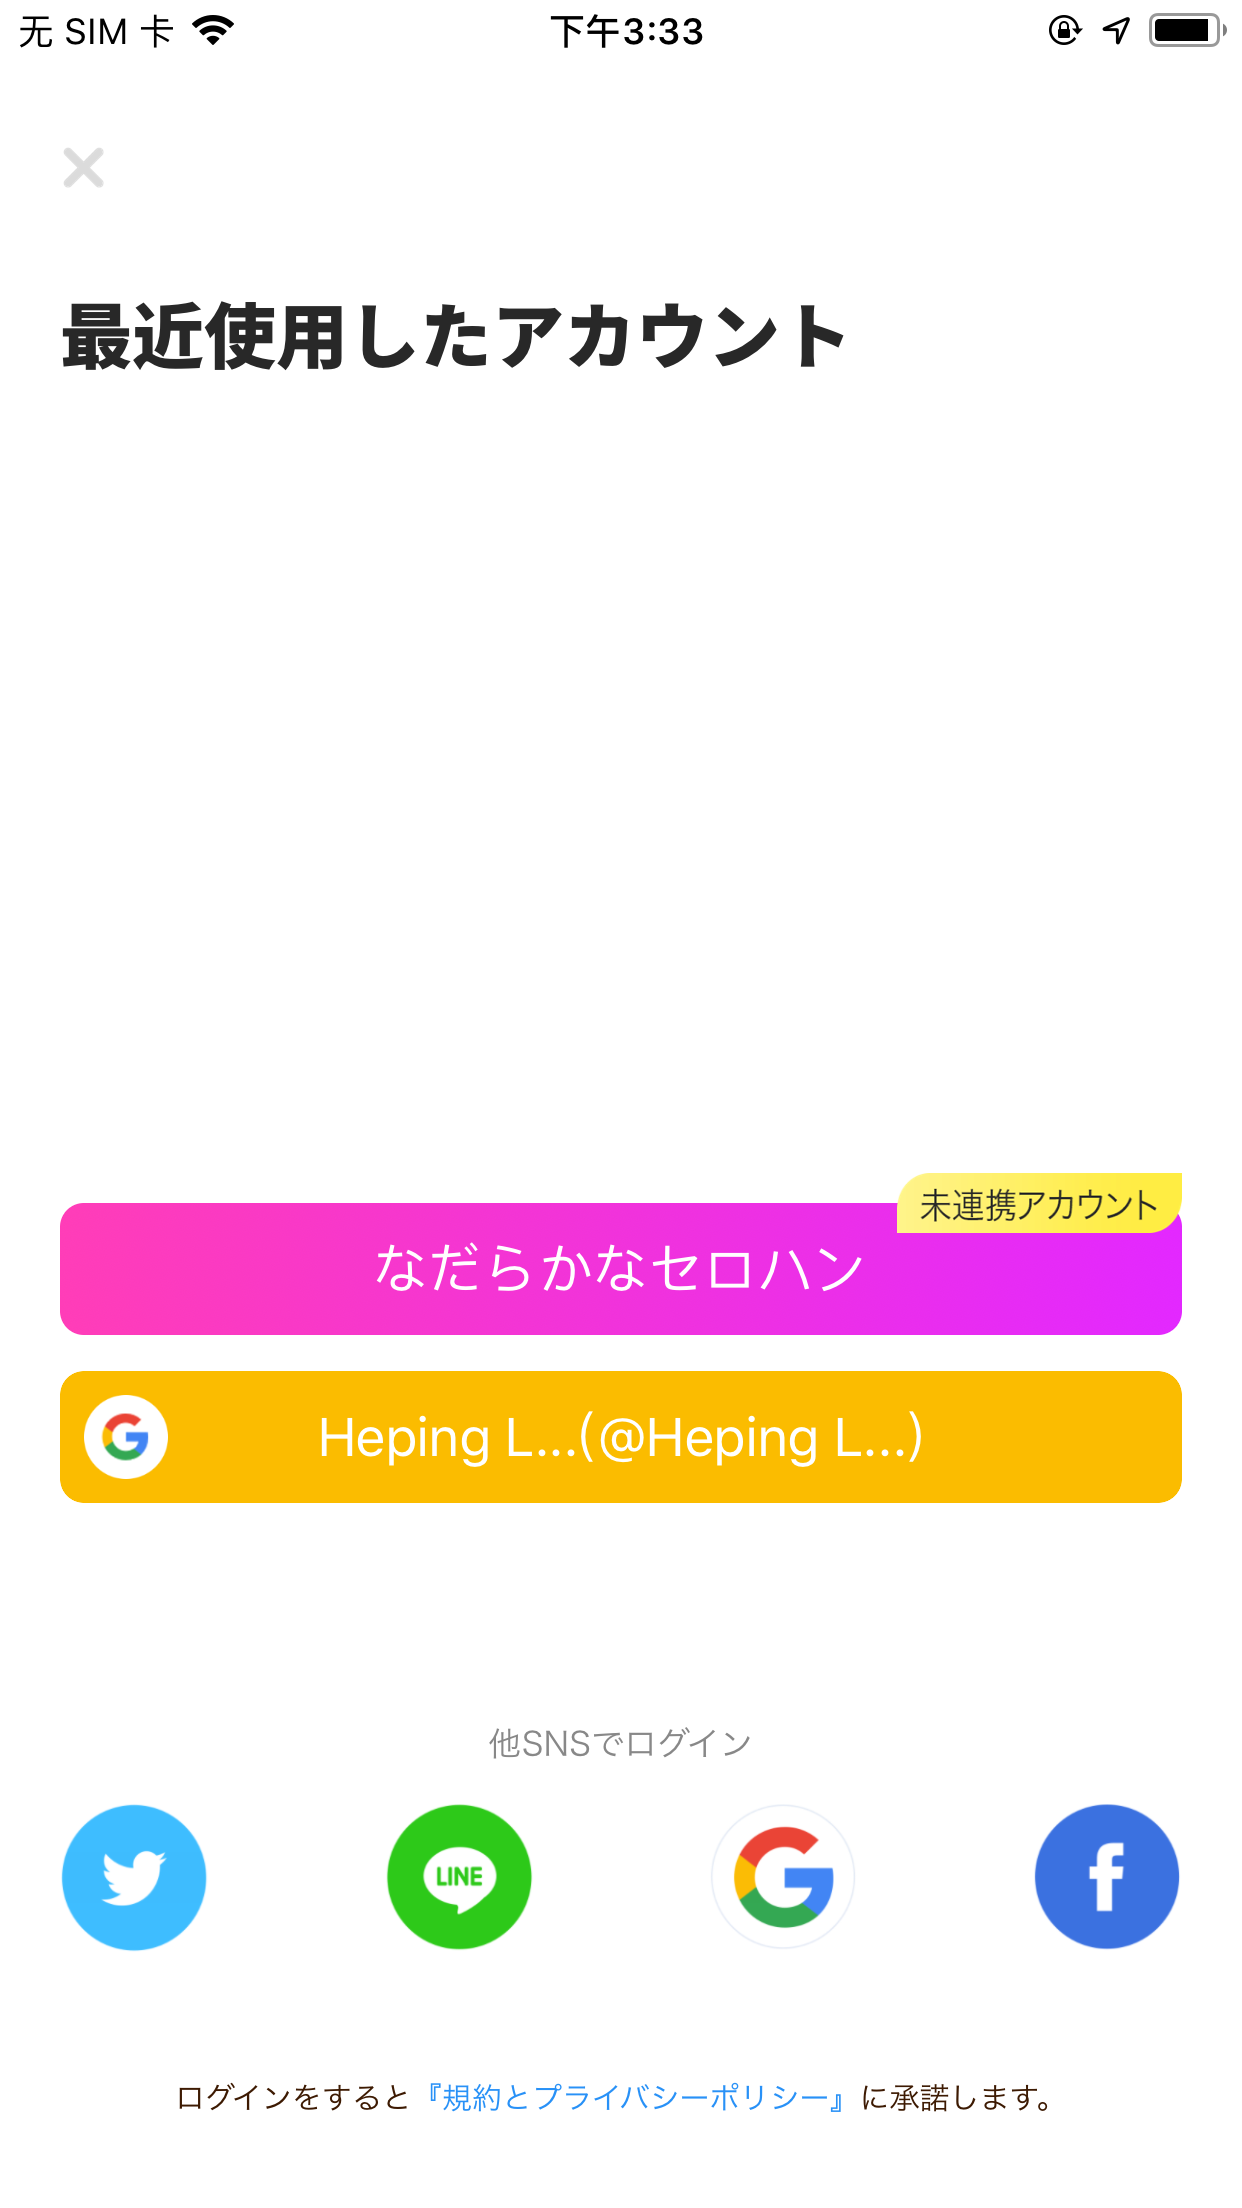 无 SIM 卡
下午3:33
最近使用したアカウント
未連携アカウント
なだらかなセロハン
Heping L...(@Heping L...)
他SNSでログイン
LINE
ログインをすると『規約とプライバシーポリシー』に承諾します。